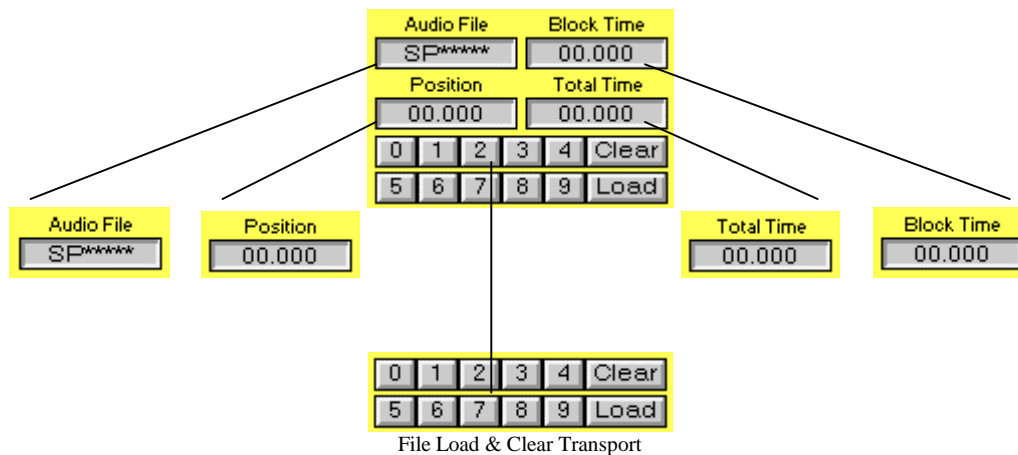 Audio File Block Time
SP***** 00.000
Position Total Time
00.000 00.000
0 1 2 3 4 Clear
5 6 7 8 9 Load
Audio File Position Total Time Block Time
SP***** 00.000 00.000 00.000
0 1 2 3 4 Clear
5 6 7 8 9 Load
File Load & Clear Transport